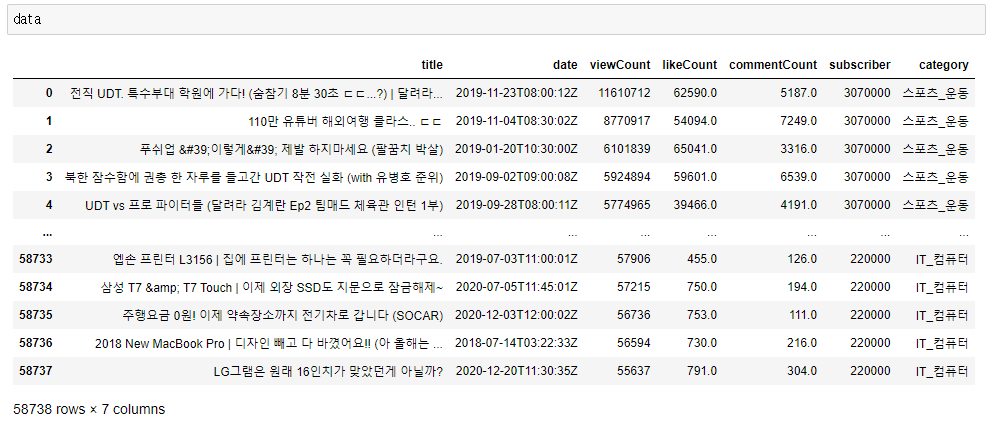 data
title date viewCount likeCount commentCount subscriber category
0 전직 UDT. 특수부대 학원에 가다! (숨참기 8분 30초 ㄷㄷ...?) | 달려라... 2019-11-23T08:00:12Z 11610712 62590.0 5187.0 3070000 스포츠_운동
1 110만 유튜버 해외여행 클라스.. ㄷㄷ 2019-11-04T08:30:02Z 8770917 54094.0 7249.0 3070000 스포츠_운동
2 푸쉬업 &#39;이렇게&#39; 제발 하지마세요 (팔꿈치 박살) 2019-01-20T10:30:00Z 6101839 65041.0 3316.0 3070000 스포츠_운동
3 북한 잠수함에 권총 한 자루를 들고간 UDT 작전 실화 (with 유병호 준위) 2019-09-02T09:00:08Z 5924894 59601.0 6539.0 3070000 스포츠_운동
4 UDT vs 프로 파이터들 (달려라 김계란 Ep2 팀매드 체육관 인턴 1부) 2019-09-28T08:00:11Z 5774965 39466.0 4191.0 3070000 스포츠_운동
... ... ... ... ... ... ... ...
58733 엡손 프린터 L3156 | 집에 프린터는 하나는 꼭 필요하더라구요. 2019-07-03T11:00:01Z 57906 455.0 126.0 220000 IT_컴퓨터
58734 삼성 T7 &amp; T7 Touch | 이제 외장 SSD도 지문으로 잠금해제~ 2020-07-05T11:45:01Z 57215 750.0 194.0 220000 IT_컴퓨터
58735 주행요금 0원! 이제 약속장소까지 전기차로 갑니다 (SOCAR) 2020-12-03T12:00:02Z 56736 753.0 111.0 220000 IT_컴퓨터
58736 2018 New MacBook Pro | 디자인 빼고 다 바꼈어요!! (아 올해는 ... 2018-07-14T03:22:33Z 56594 730.0 216.0 220000 IT_컴퓨터
58737 LG그램은 원래 16인치가 맞았던게 아닐까? 2020-12-20T11:30:35Z 55637 791.0 304.0 220000 IT_컴퓨터
58738 rows × 7 columns